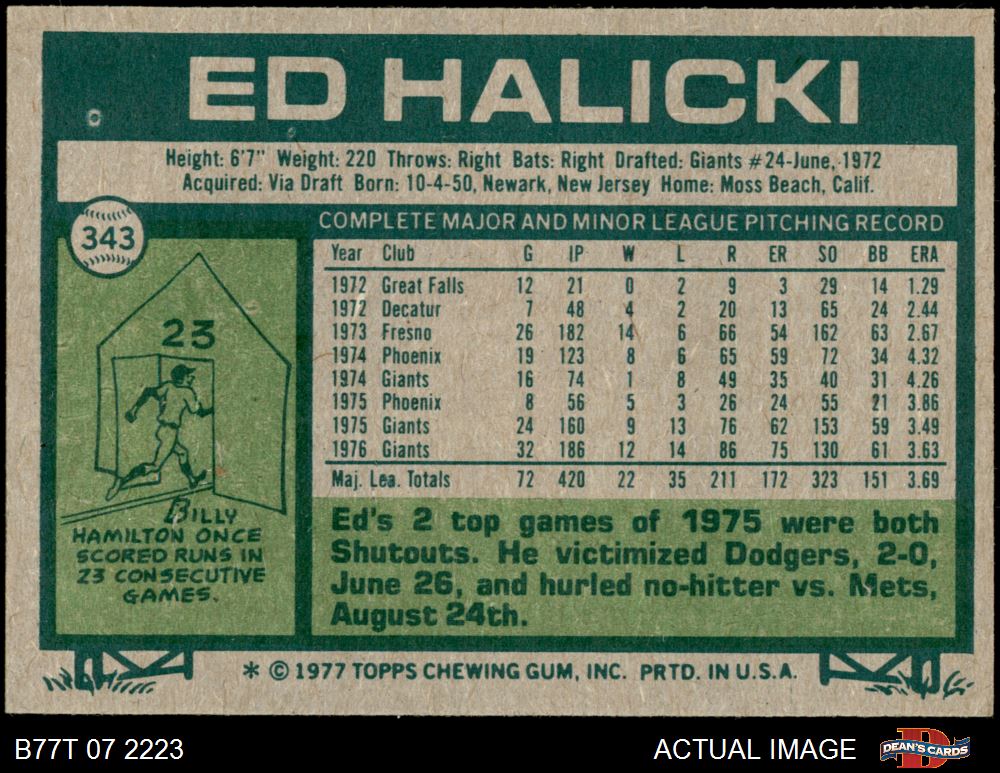 ED HALICKI
Height: 6'7" Weight: 220 Throws: Right Bats: Right Drafted: Giants #24-June, 1972
Acquired: Via Draft Born: 10-4-50, Newark, New Jersey Home: Moss Beach, Calif.
343
23
BILLY
HAMILTON ONCE
SCORED RUNS IN
23 CONSECUTIVE
GAMES.
COMPLETE MAJOR AND MINOR LEAGUE PITCHING RECORD
Year Club G IP W L R ER SO BB ERA
1972 Great Falls 12 21 0 2 9 3 29 14 1.29
1972 Decatur 7 48 4 2 20 13 65 24 2.44
1973 Fresno 26 182 14 6 66 54 162 63 2.67
1974 Phoenix 19 123 8 6 65 59 72 34 4.32
1974 Giants 16 74 1 8 49 35 40 31 4.26
1975 Phoenix 8 56 5 3 26 24 55 21 3.86
1975 Giants 24 160 9 13 76 62 153 59 3.49
1976 Giants 32 186 12 14 86 75 130 61 3.63
Maj. Lea. Totals 72 420 22 35 211 172 323 151 3.69
Ed's 2 top games of 1975 were both
Shutouts. He victimized Dodgers, 2-0,
June 26, and hurled no-hitter vs. Mets,
August 24th.
* © 1977 TOPPS CHEWING GUM, INC. PRTD. IN U.S.A.
B77T 07 2223
ACTUAL IMAGE
D
DEAN'S CARDS